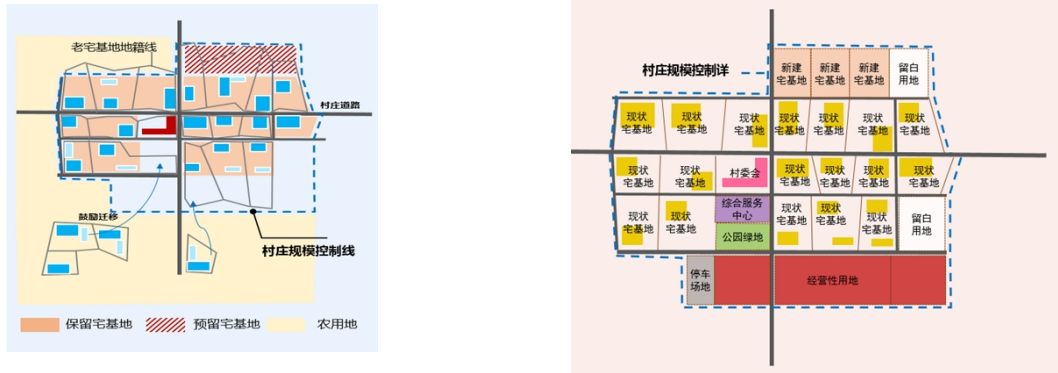 老宅基地地籍线
村庄道路
鼓励迁移
村庄规模控制线
保留宅基地
预留宅基地
农用地
村庄规模控制详
新建
宅基地
新建
宅基地
新建
宅基地
留白
用地
现状
宅基地
现状
宅基地
现状
宅基地
现状
宅基地
现状
宅基地
现状
宅基地
现状
宅基地
现状
宅基地
现状
宅基地
村委会
现状
宅基地
现状
宅基地
现状
宅基地
现状
宅基地
现状
宅基地
现状
宅基地
综合服务
中心
公园绿地
现状
宅基地
现状
宅基地
现状
宅基地
留白
用地
停车
场地
经营性用地